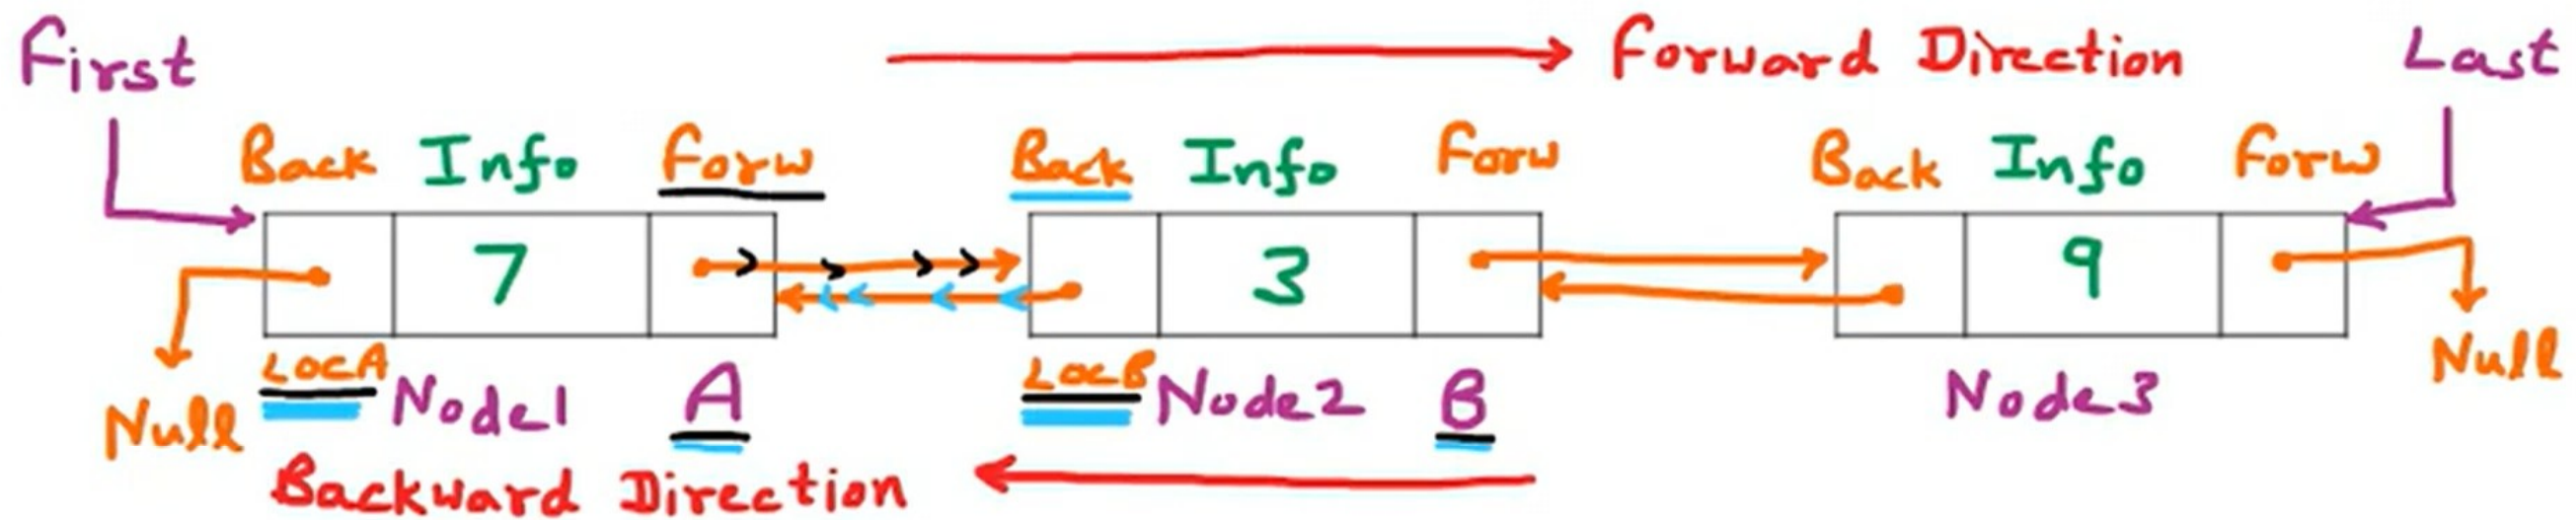 First Forward Direction Last
Back Info Forw Back Info Forw Back Info Forw
7 3 9
LOCA Node1 A LOCB Node2 B Node3 Null
Null
Backward Direction